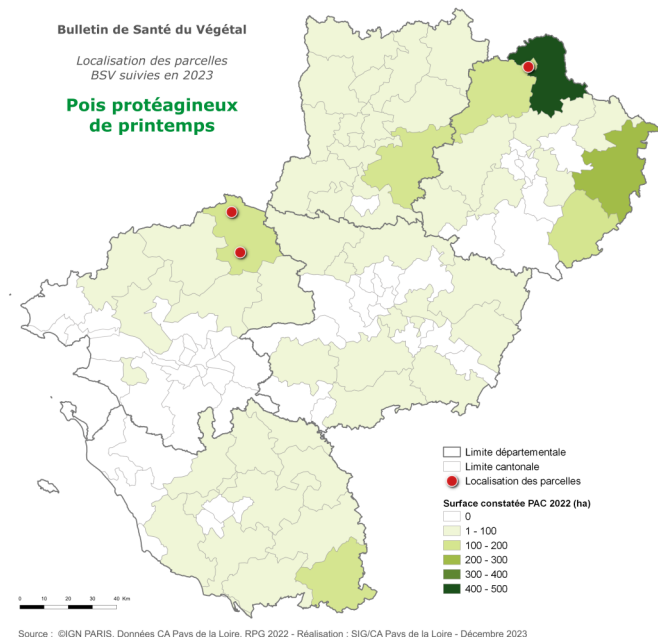 Bulletin de Santé du Végétal
Localisation des parcelles
BSV suivies en 2023
Pois protéagineux
de printemps
Limite départementale
Limite cantonale
Localisation des parcelles
Surface constatée PAC 2022 (ha)
0
1 - 100
100 - 200
200 - 300
300 - 400
400 - 500
0 10 20 30 40 Km
Source : ©IGN PARIS, Données CA Pays de la Loire, RPG 2022 - Réalisation : SIG/CA Pays de la Loire - Décembre 2023